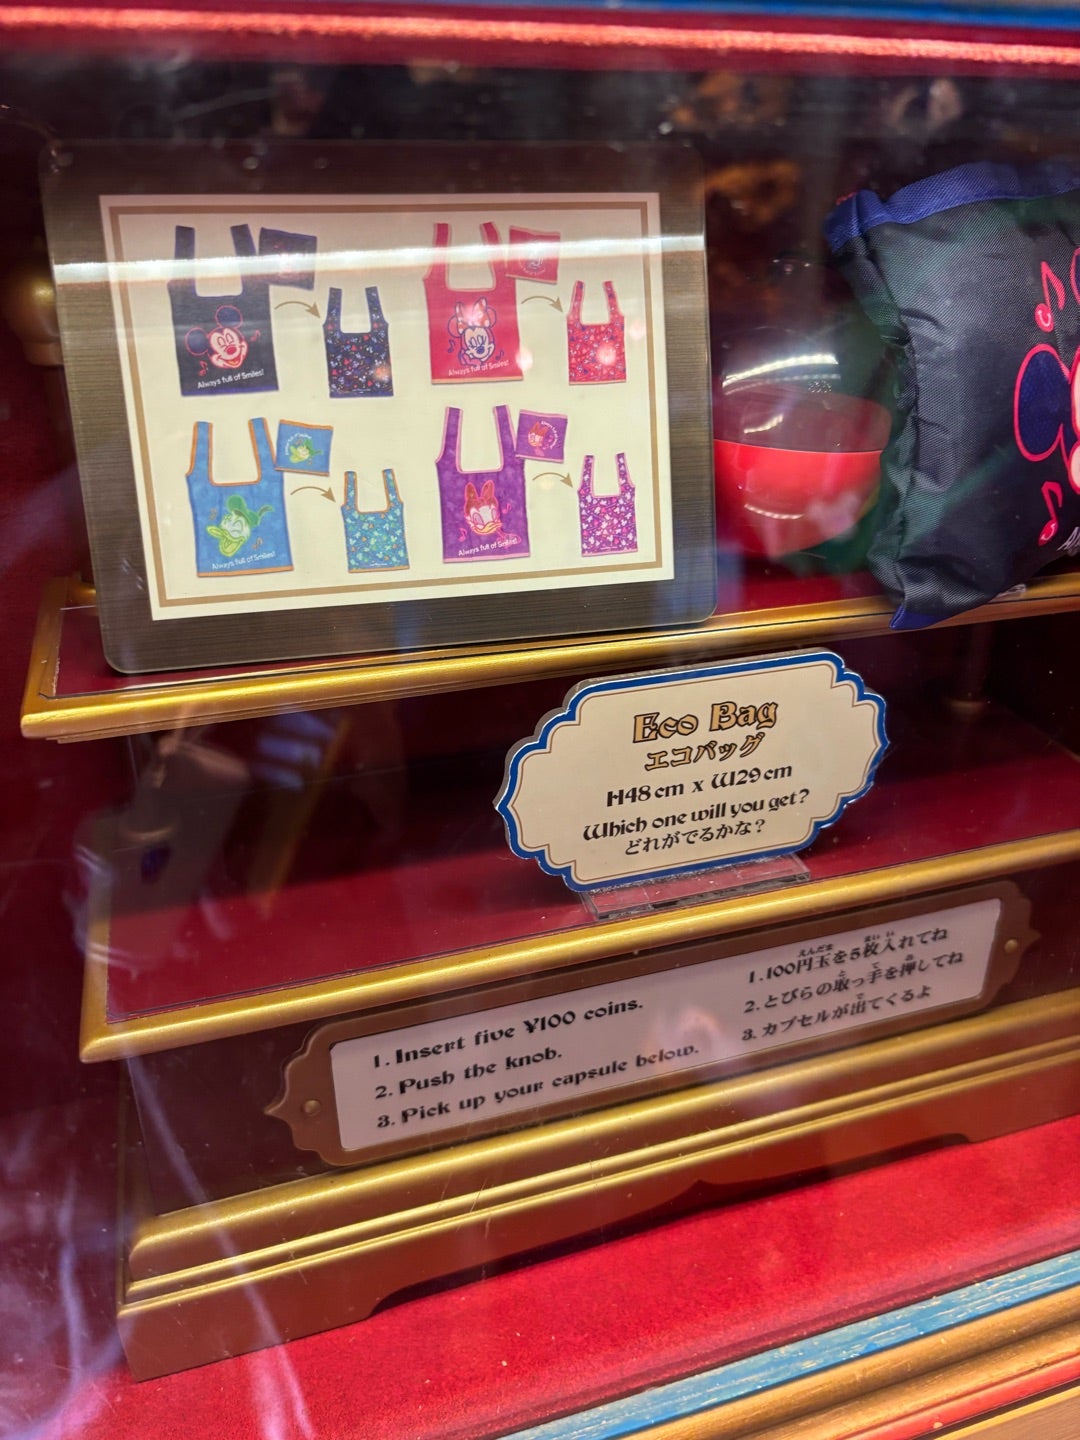 Always full of Smiles!
Always full of Smiles!
Always full of Smiles!
Always full of Smiles!
Eco Bag
エコバッグ
H48cm x W29cm
Which one will you get?
どれがでるかな?
1. Insert five ¥100 coins.
2. Push the knob.
3. Pick up your capsule below.
1. 100円玉を5枚入れてね
2. とびらの取っ手を押してね
3. カプセルが出てくるよ